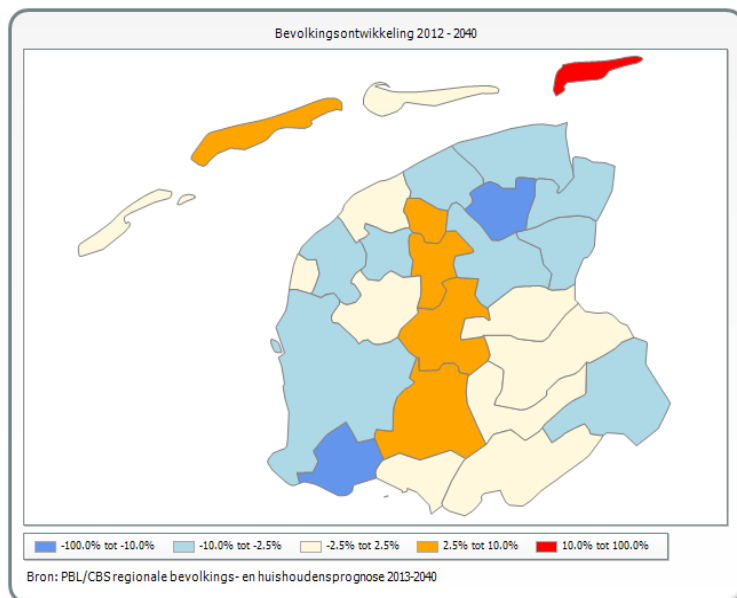 Bevolkingsontwikkeling 2012 - 2040
-100.0% tot -10.0% -10.0% tot -2.5% -2.5% tot 2.5% 2.5% tot 10.0% 10.0% tot 100.0%
Bron: PBL/CBS regionale bevolkings- en huishoudensprognose 2013-2040